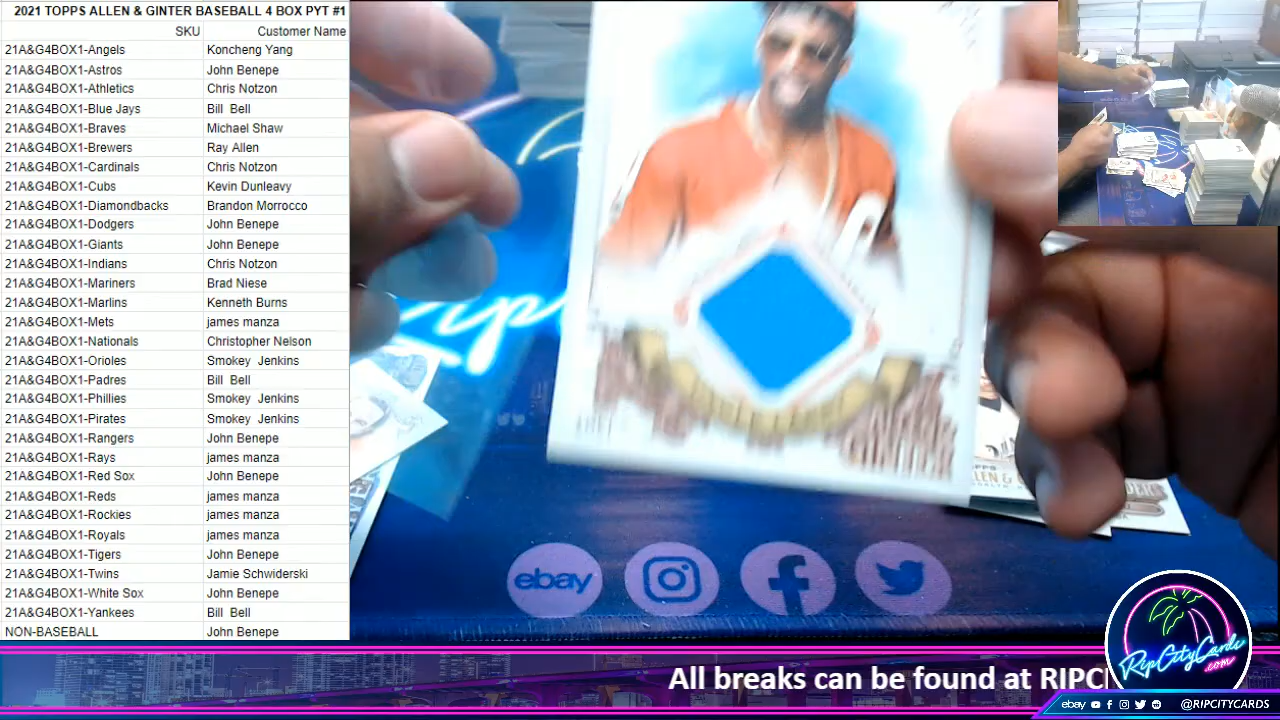 2021 TOPPS ALLEN & GINTER BASEBALL 4 BOX PYT #1
SKU Customer Name
21A&G4BOX1-Angels Koncheng Yang
21A&G4BOX1-Astros John Benepe
21A&G4BOX1-Athletics Chris Notzon
21A&G4BOX1-Blue Jays Bill Bell
21A&G4BOX1-Braves Michael Shaw
21A&G4BOX1-Brewers Ray Allen
21A&G4BOX1-Cardinals Chris Notzon
21A&G4BOX1-Cubs Kevin Dunleavy
21A&G4BOX1-Diamondbacks Brandon Morrocco
21A&G4BOX1-Dodgers John Benepe
21A&G4BOX1-Giants John Benepe
21A&G4BOX1-Indians Chris Notzon
21A&G4BOX1-Mariners Brad Niese
21A&G4BOX1-Marlins Kenneth Burns
21A&G4BOX1-Mets james manza
21A&G4BOX1-Nationals Christopher Nelson
21A&G4BOX1-Orioles Smokey Jenkins
21A&G4BOX1-Padres Bill Bell
21A&G4BOX1-Phillies Smokey Jenkins
21A&G4BOX1-Pirates Smokey Jenkins
21A&G4BOX1-Rangers John Benepe
21A&G4BOX1-Rays james manza
21A&G4BOX1-Red Sox John Benepe
21A&G4BOX1-Reds james manza
21A&G4BOX1-Rockies james manza
21A&G4BOX1-Royals james manza
21A&G4BOX1-Tigers John Benepe
21A&G4BOX1-Twins Jamie Schwiderski
21A&G4BOX1-White Sox John Benepe
21A&G4BOX1-Yankees Bill Bell
NON-BASEBALL John Benepe
ebay
All breaks can be found at RIPCI
RipCityCards
.com
ebay @RIPCITYCARDS